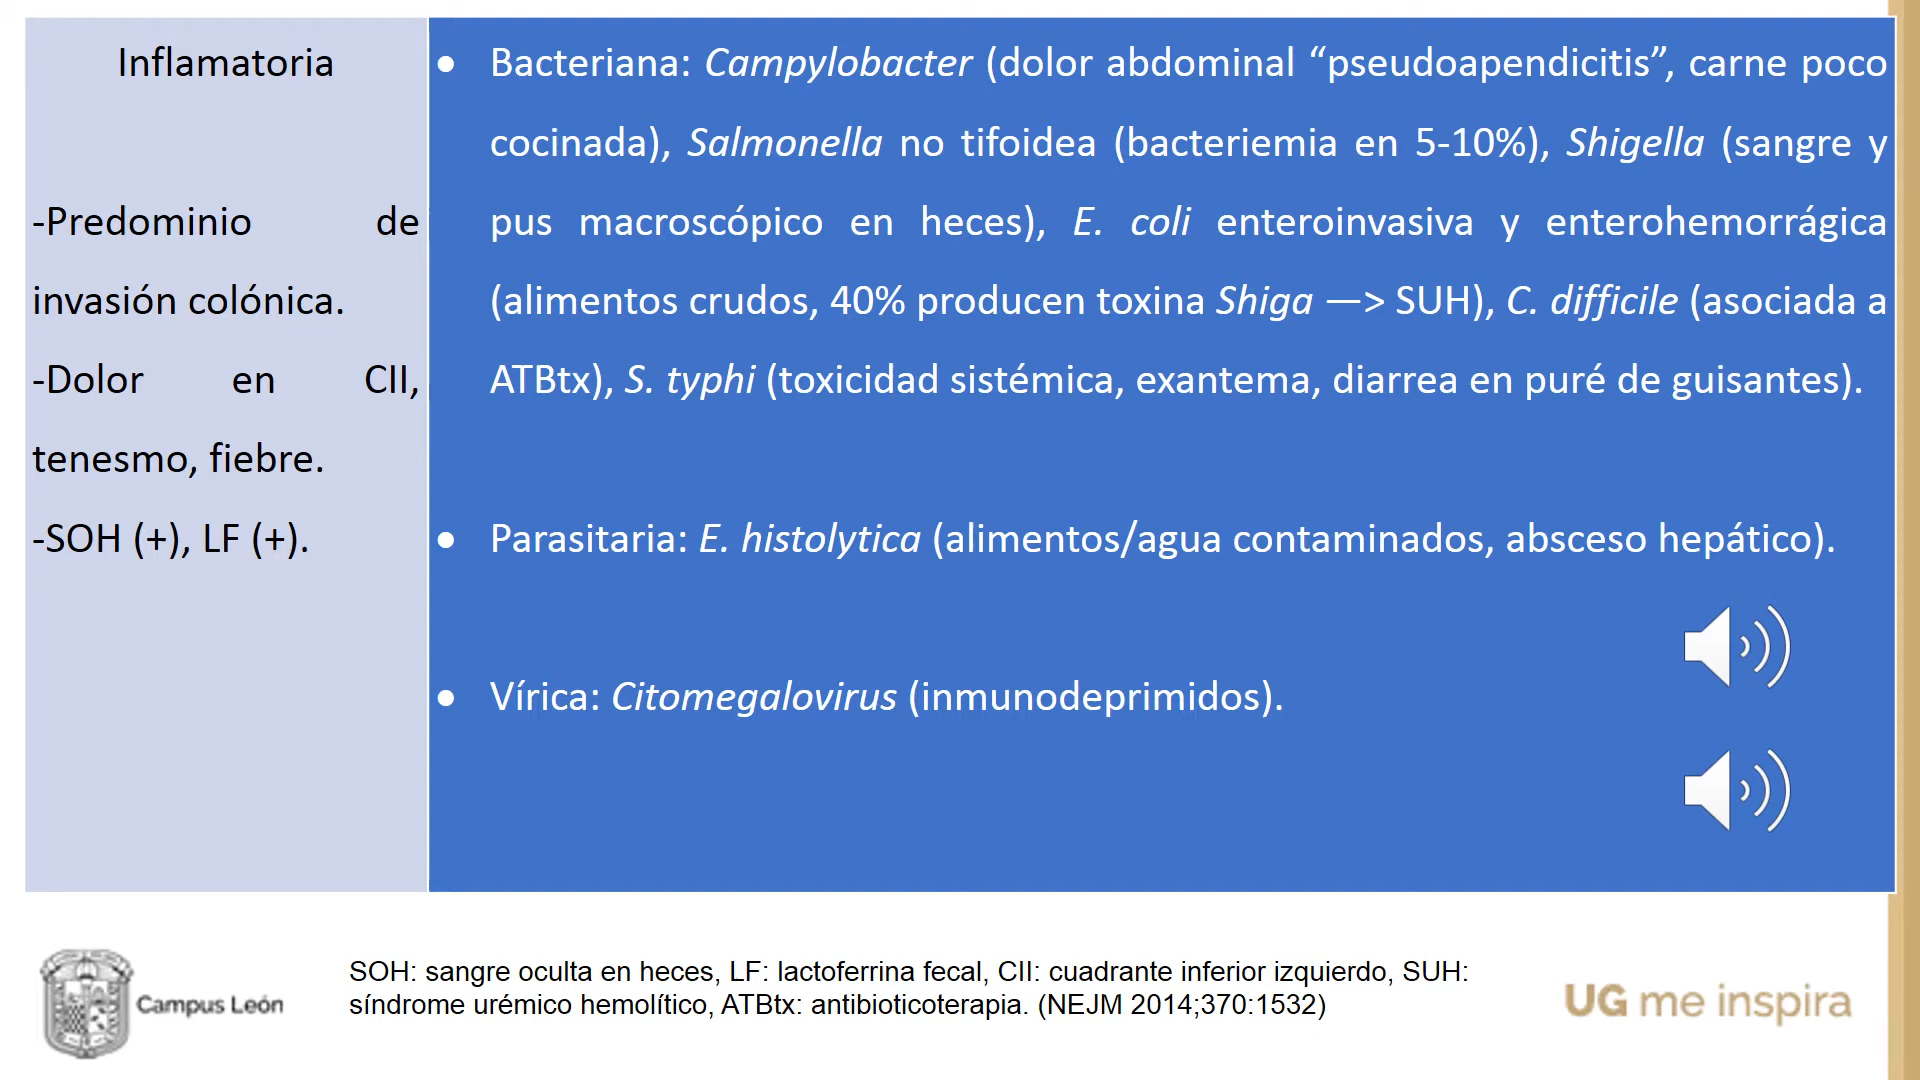 Inflamatoria
-Predominio de
invasión colónica.
-Dolor en CII,
tenesmo, fiebre.
-SOH (+), LF (+).
• Bacteriana: Campylobacter (dolor abdominal “pseudoapendicitis”, carne poco
cocinada), Salmonella no tifoidea (bacteriemia en 5-10%), Shigella (sangre y
pus macroscópico en heces), E. coli enteroinvasiva y enterohemorrágica
(alimentos crudos, 40% producen toxina Shiga —> SUH), C. difficile (asociada a
ATBtx), S. typhi (toxicidad sistémica, exantema, diarrea en puré de guisantes).
• Parasitaria: E. histolytica (alimentos/agua contaminados, absceso hepático).
• Vírica: Citomegalovirus (inmunodeprimidos).
Campus León
SOH: sangre oculta en heces, LF: lactoferrina fecal, CII: cuadrante inferior izquierdo, SUH:
síndrome urémico hemolítico, ATBtx: antibioticoterapia. (NEJM 2014;370:1532)
UG me inspira